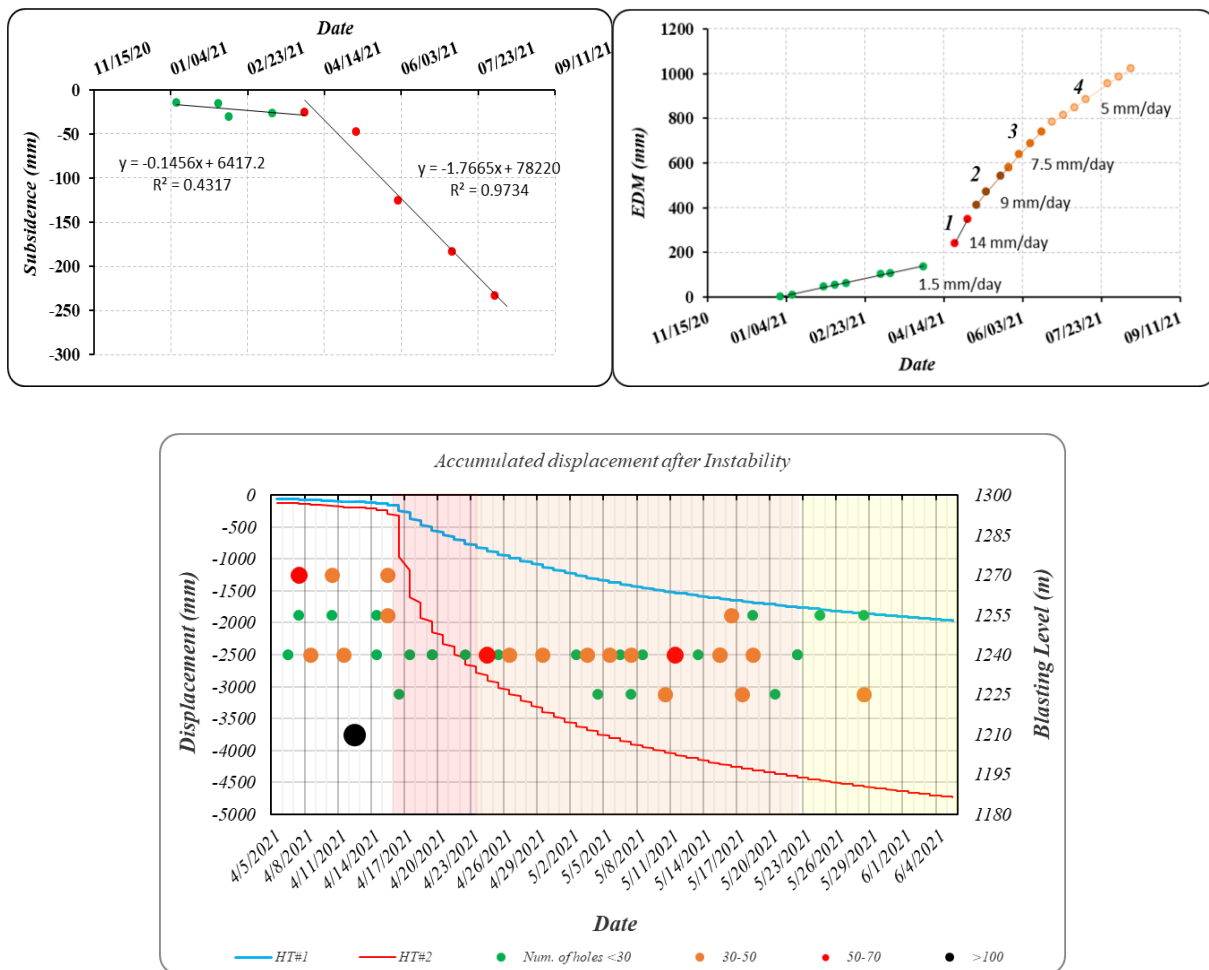 Date
11/15/20 01/04/21 02/23/21 04/14/21 06/03/21 07/23/21 09/11/21
0
-50
-100
-150
-200
-250
-300
Subsidence (mm)
y = -0.1456x + 6417.2
R² = 0.4317
y = -1.7665x + 78220
R² = 0.9734
1200
1000
800
600
400
200
0
EDM (mm)
4
5 mm/day
3
7.5 mm/day
2
9 mm/day
1
14 mm/day
1.5 mm/day
11/15/20 01/04/21 02/23/21 04/14/21 06/03/21 07/23/21 09/11/21
Date
Accumulated displacement after Instability
0
-500
-1000
-1500
-2000
-2500
-3000
-3500
-4000
-4500
-5000
Displacement (mm)
1300
1285
1270
1255
1240
1225
1210
1195
1180
Blasting Level (m)
4/5/2021 4/8/2021 4/11/2021 4/14/2021 4/17/2021 4/20/2021 4/23/2021 4/26/2021 4/29/2021 5/2/2021 5/5/2021 5/8/2021 5/11/2021 5/14/2021 5/17/2021 5/20/2021 5/23/2021 5/26/2021 5/29/2021 6/1/2021 6/4/2021
Date
HT#1 HT#2 Num. of holes <30 30-50 50-70 >100